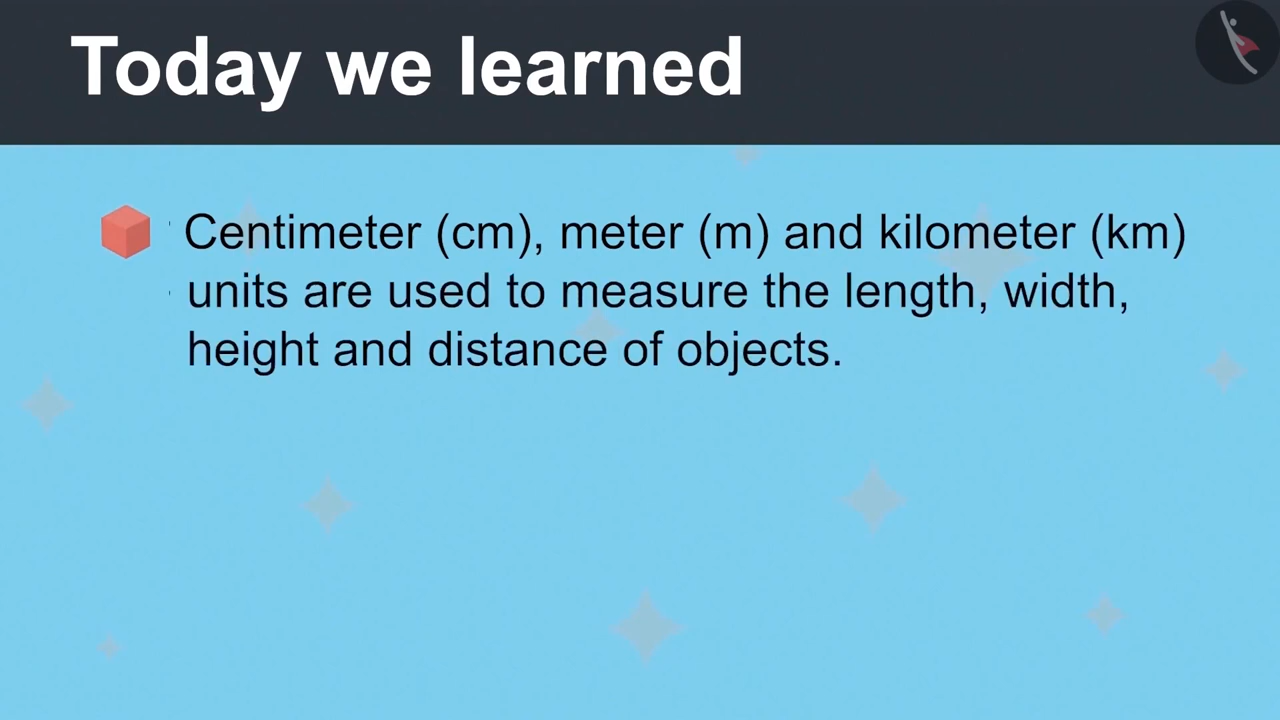 Today we learned
Centimeter (cm), meter (m) and kilometer (km)
units are used to measure the length, width,
height and distance of objects.